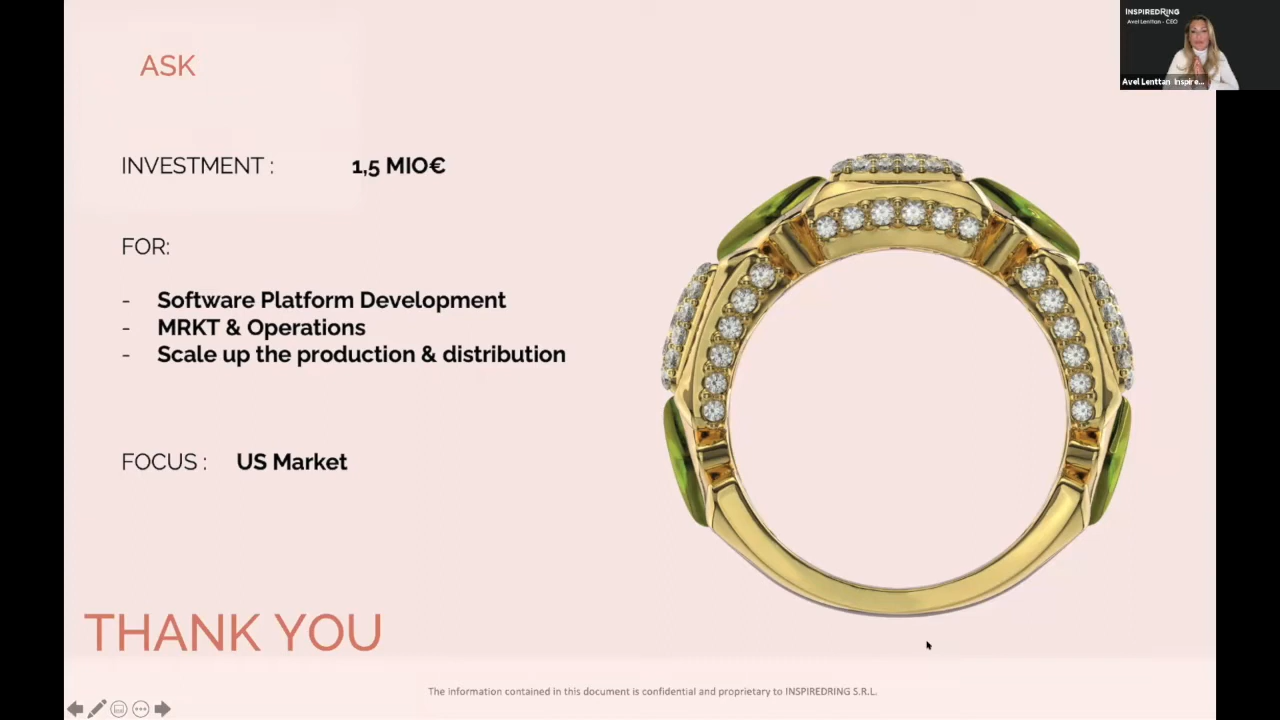 ASK
INSPIREDRING
Avel Lenttan - CEO
Avel Lenttan Inspire...
INVESTMENT : 1,5 MIO€
FOR:
- Software Platform Development
- MRKT & Operations
- Scale up the production & distribution
FOCUS : US Market
THANK YOU
The information contained in this document is confidential and proprietary to INSPIREDRING S.R.L.